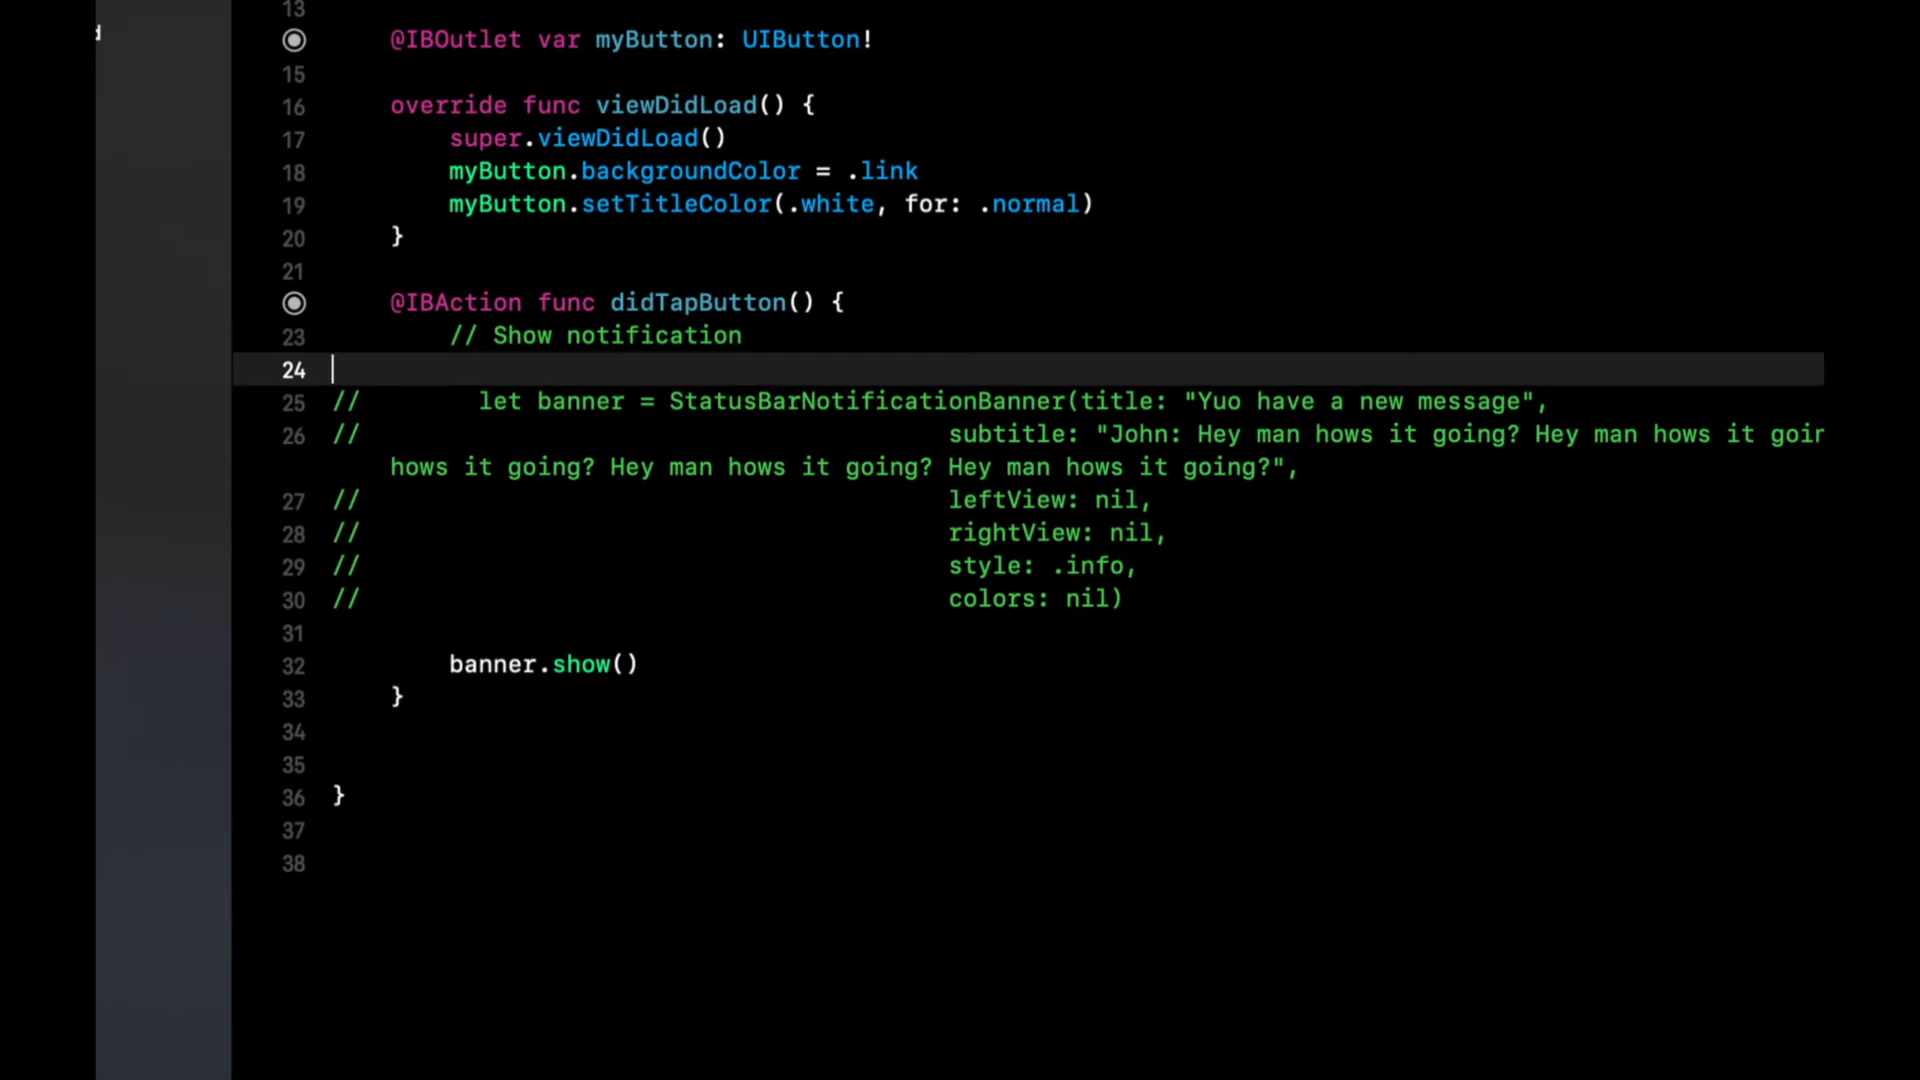 d
13
@IBOutlet var myButton: UIButton!
15
16 override func viewDidLoad() {
17 super.viewDidLoad()
18 myButton.backgroundColor = .link
19 myButton.setTitleColor(.white, for: .normal)
20 }
21
@IBAction func didTapButton() {
23 // Show notification
24
25 // let banner = StatusBarNotificationBanner(title: "Yuo have a new message",
26 // subtitle: "John: Hey man hows it going? Hey man hows it goin
hows it going? Hey man hows it going? Hey man hows it going?",
27 // leftView: nil,
28 // rightView: nil,
29 // style: .info,
30 // colors: nil)
31
32 banner.show()
33 }
34
35
36 }
37
38